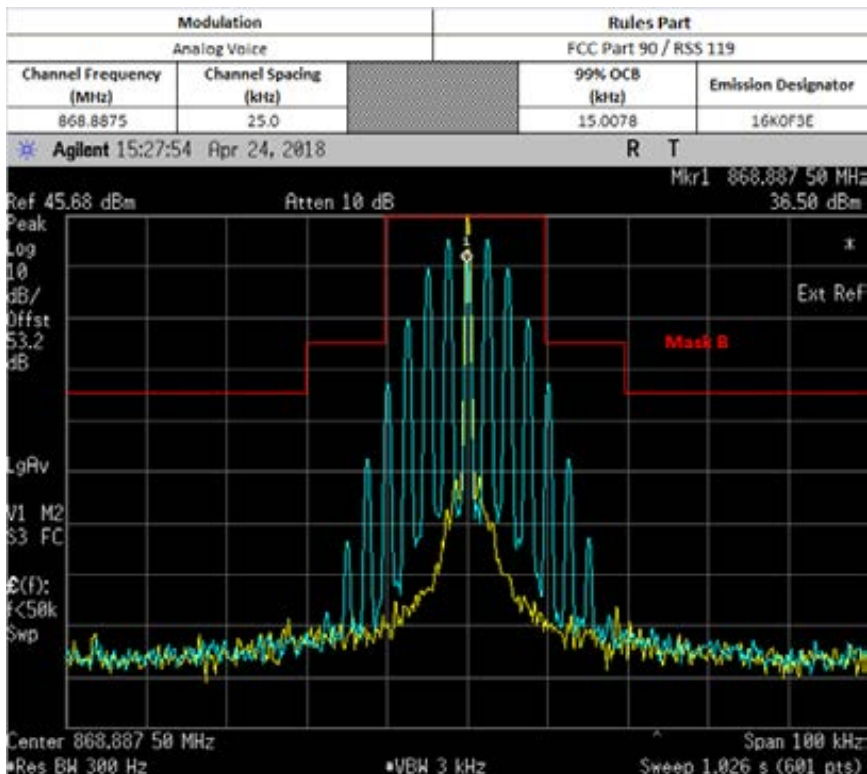 Modulation Rules Part
Analog Voice FCC Part 90 / RSS 119
Channel Frequency (MHz) Channel Spacing (kHz) 99% OCB (kHz) Emission Designator
868.8875 25.0 15.0078 16K0F3E
Agilent 15:27:54 Apr 24, 2018 R T
Mkr1 868.887 50 MHz
Ref 45.68 dBm Atten 10 dB 36.50 dBm
Peak
Log
10
dB/
Offst
53.2
dB
1
*
Ext Ref
Mask B
LgAv
V1 M2
S3 FC
£(f):
f<50k
Swp
Center 868.887 50 MHz Span 100 kHz
#Res BW 300 Hz #VBW 3 kHz Sweep 1.026 s (601 pts)